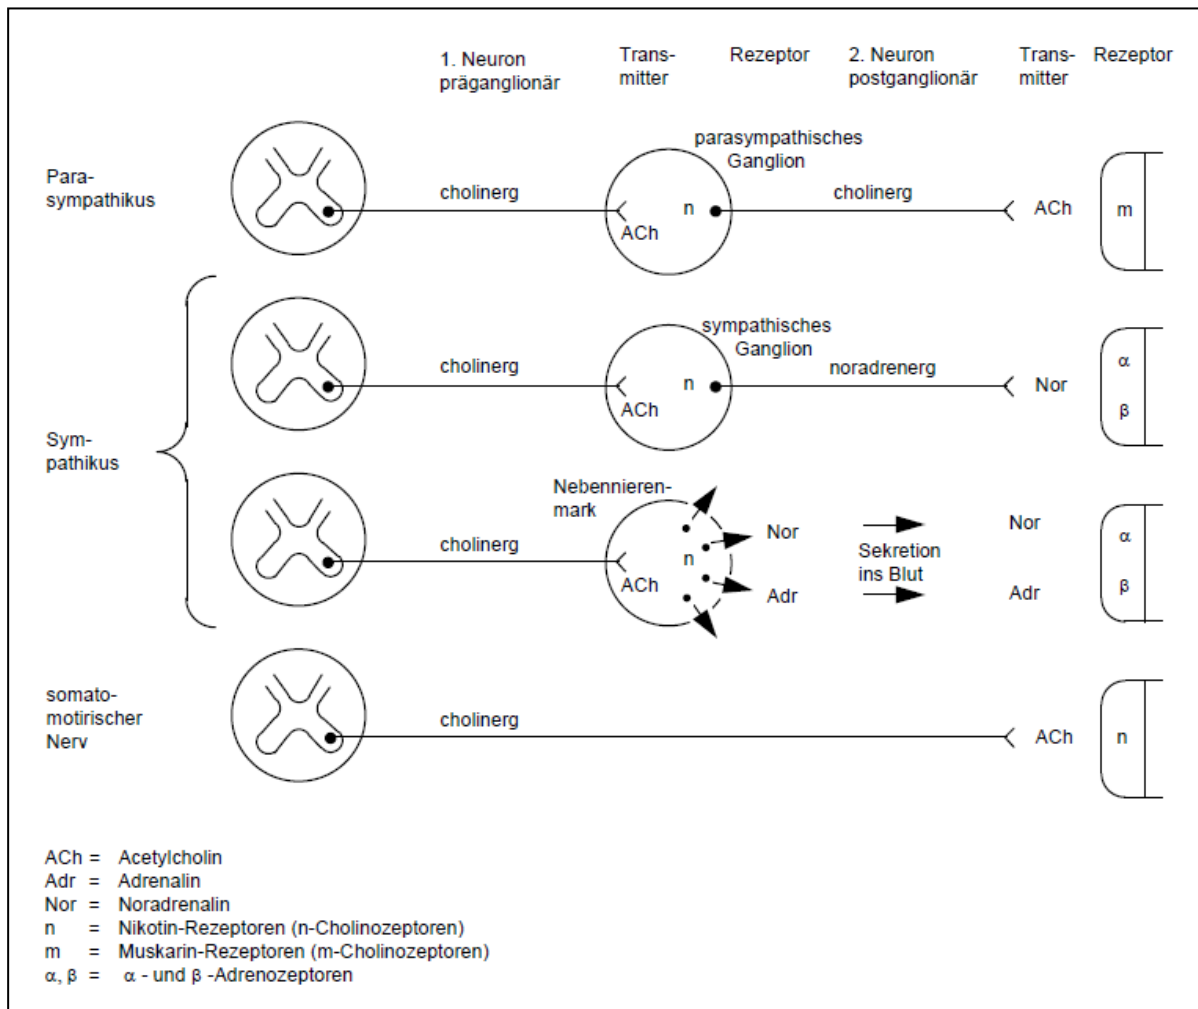 1. Neuron
präganglionär
Trans-
mitter
Rezeptor
2. Neuron
postganglionär
Trans-
mitter
Rezeptor
Para-
sympathikus
cholinerg
ACh
n
parasympathisches
Ganglion
cholinerg
ACh
m
Sym-
pathikus
cholinerg
ACh
n
sympathisches
Ganglion
noradrenerg
Nor
α
β
cholinerg
Nebennieren-
mark
ACh
n
Nor
Adr
Sekretion
ins Blut
Nor
Adr
α
β
somato-
motirischer
Nerv
cholinerg
ACh
n
ACh = Acetylcholin
Adr = Adrenalin
Nor = Noradrenalin
n = Nikotin-Rezeptoren (n-Cholinozeptoren)
m = Muskarin-Rezeptoren (m-Cholinozeptoren)
α, β = α - und β -Adrenozeptoren